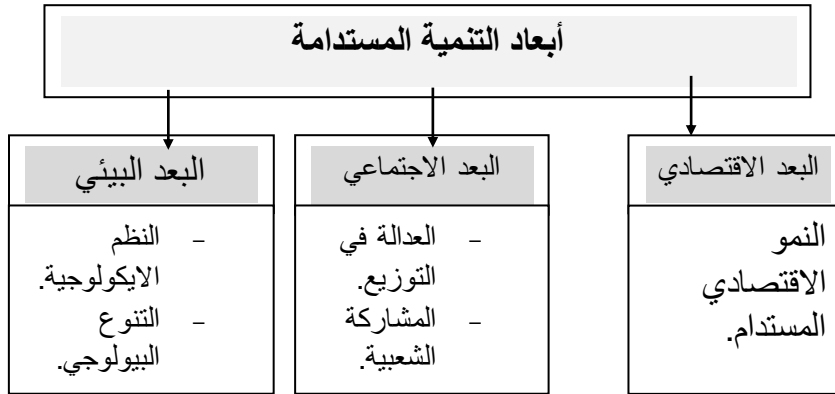 أبعاد التنمية المستدامة
البعد الاقتصادي
النمو
الاقتصادي
المستدام.
البعد الاجتماعي
- العدالة في
التوزيع.
- المشاركة
الشعبية.
البعد البيئي
- النظم
الايكولوجية.
- التنوع
البيولوجي.